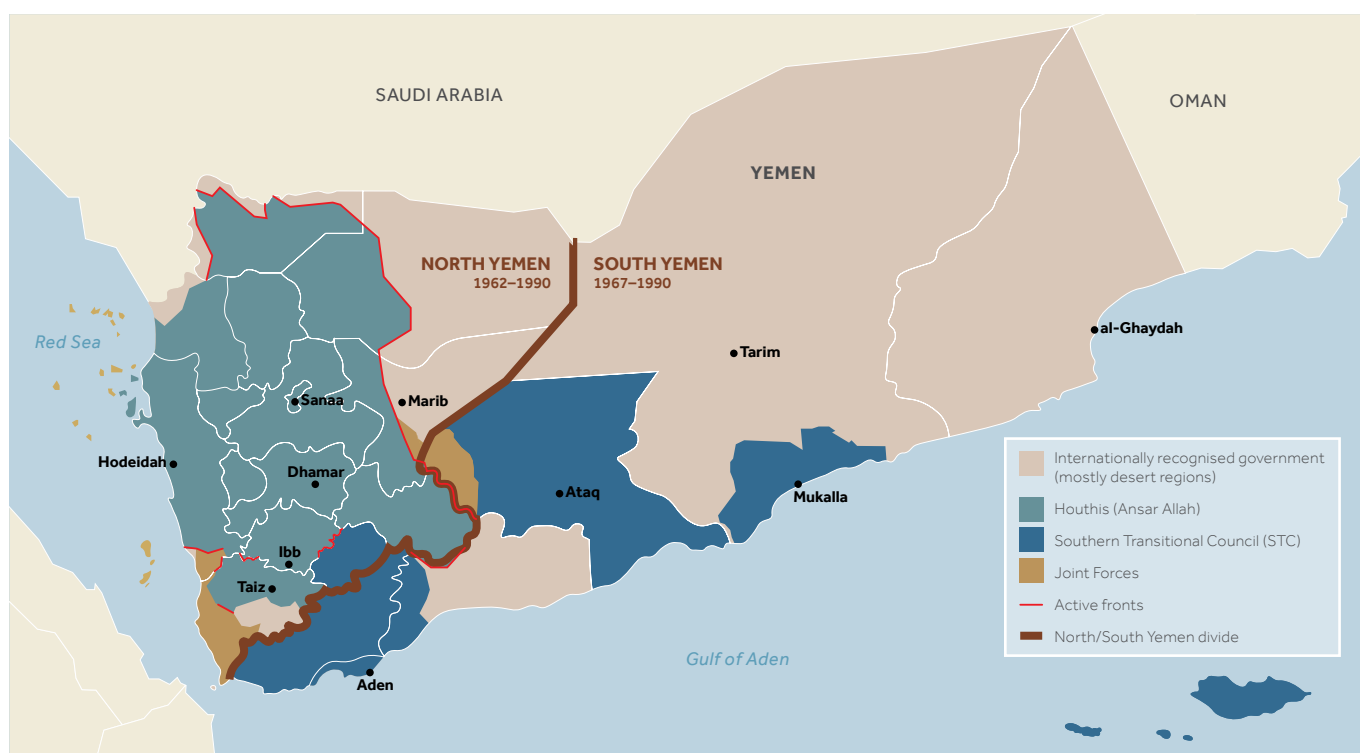 SAUDI ARABIA
OMAN
YEMEN
NORTH YEMEN
1962–1990
SOUTH YEMEN
1967–1990
Red Sea
al-Ghaydah
Tarim
Sanaa
Marib
Hodeidah
Dhamar
Ataq
Mukalla
Ibb
Taiz
Aden
Gulf of Aden
Internationally recognised government
(mostly desert regions)
Houthis (Ansar Allah)
Southern Transitional Council (STC)
Joint Forces
Active fronts
North/South Yemen divide